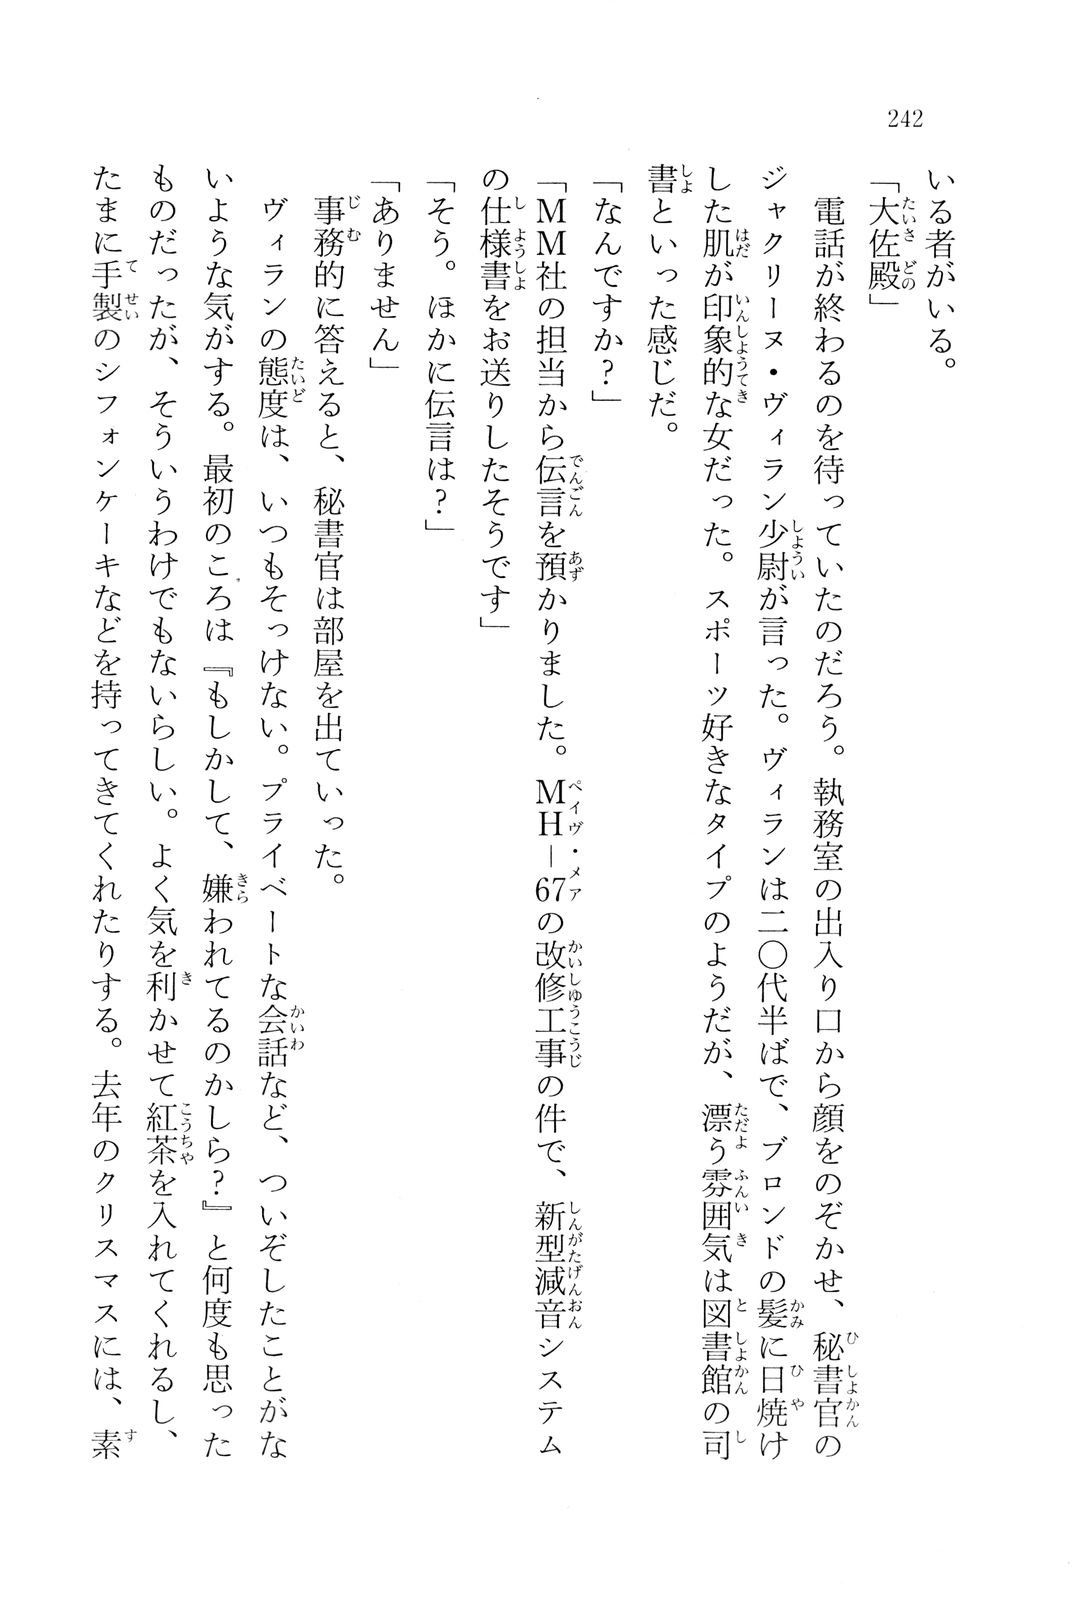 242
いる者がいる。
「大佐殿」
電話が終わるのを待っていたのだろう。執務室の出入り口から顔をのぞかせ、秘書官の
ジャクリーヌ・ヴィラン少尉が言った。ヴィランは二〇代半ばで、ブロンドの髪に日焼け
した肌が印象的な女だった。スポーツ好きなタイプのようだが、漂う雰囲気は図書館の司
書といった感じだ。
「なんですか？」
「ＭＭ社の担当から伝言を預かりました。ＭＨ－67の改修工事の件で、新型減音システム
の仕様書をお送りしたそうです」
「そう。ほかに伝言は？」
「ありません」
事務的に答えると、秘書官は部屋を出ていった。
ヴィランの態度は、いつもそっけない。プライベートな会話など、ついぞしたことがな
いような気がする。最初のころは『もしかして、嫌われてるのかしら？』と何度も思った
ものだったが、そういうわけでもないらしい。よく気を利かせて紅茶を入れてくれるし、
たまに手製のシフォンケーキなどを持ってきてくれたりする。去年のクリスマスには、素